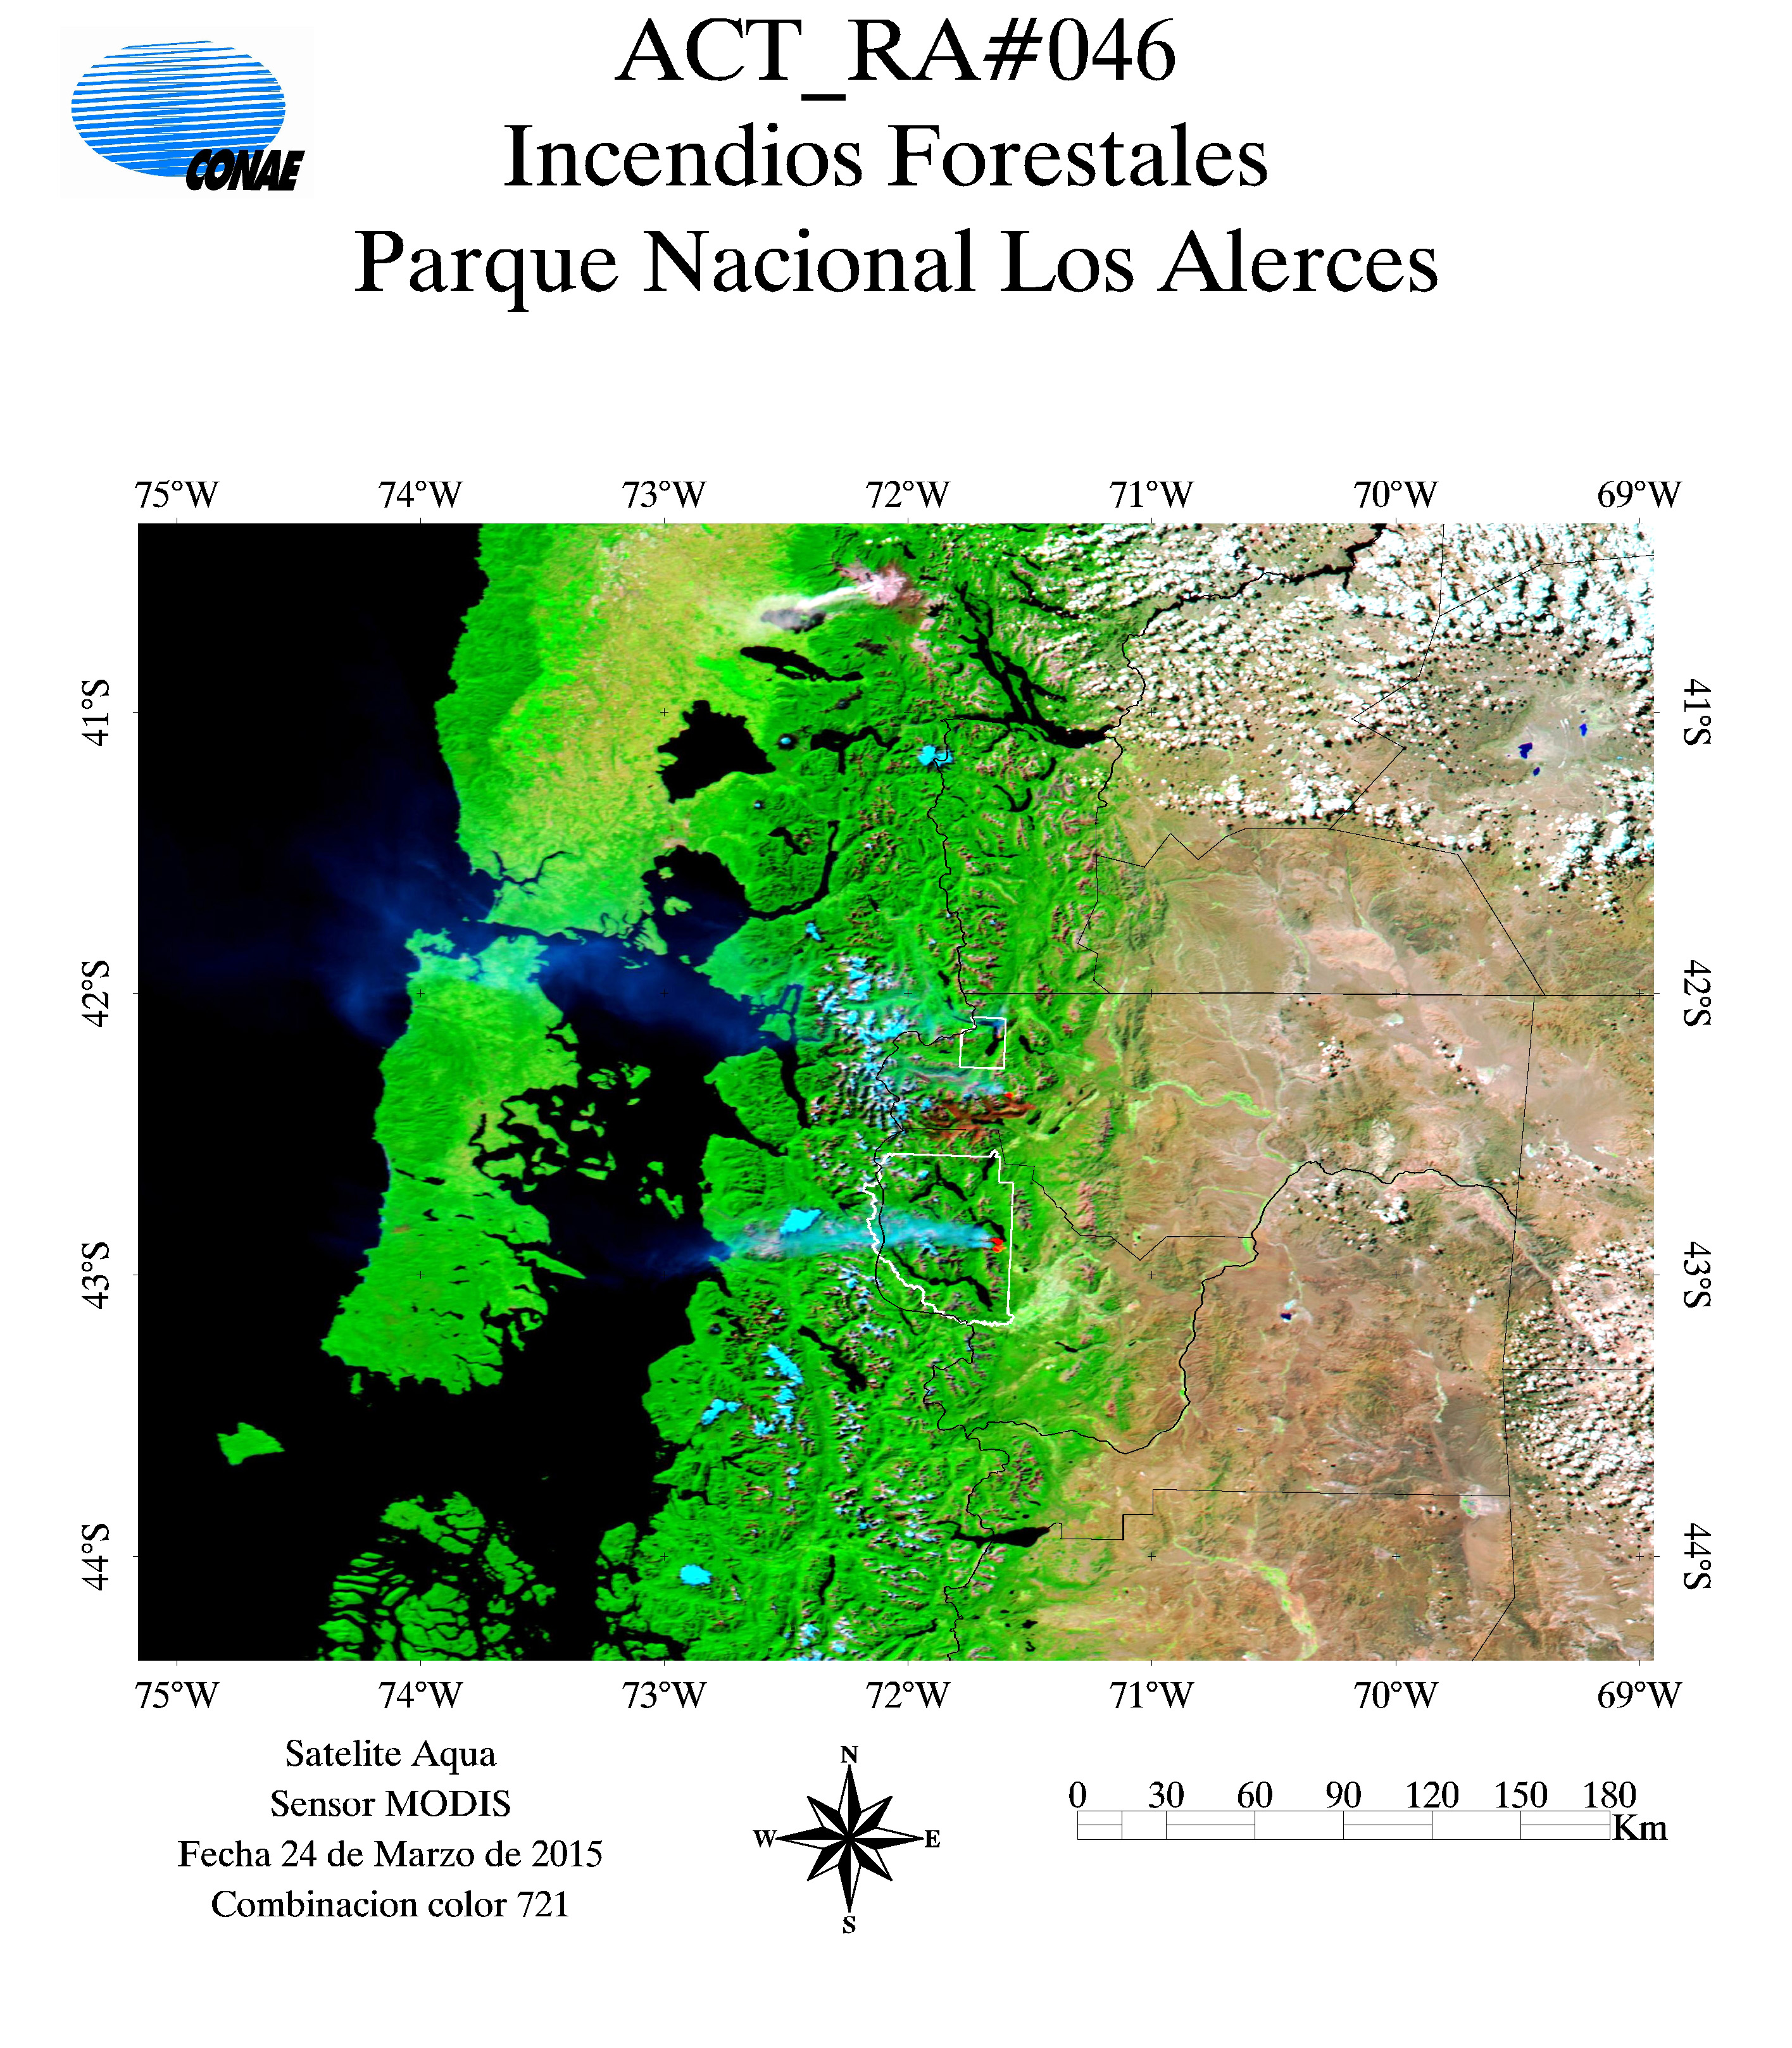 CONAE
ACT_RA#046
Incendios Forestales
Parque Nacional Los Alerces
75°W 74°W 73°W 72°W 71°W 70°W 69°W
41°S 41°S
42°S 42°S
43°S 43°S
44°S 44°S
75°W 74°W 73°W 72°W 71°W 70°W 69°W
Satelite Aqua
Sensor MODIS
Fecha 24 de Marzo de 2015
Combinacion color 721
N
W E
S
0 30 60 90 120 150 180
Km